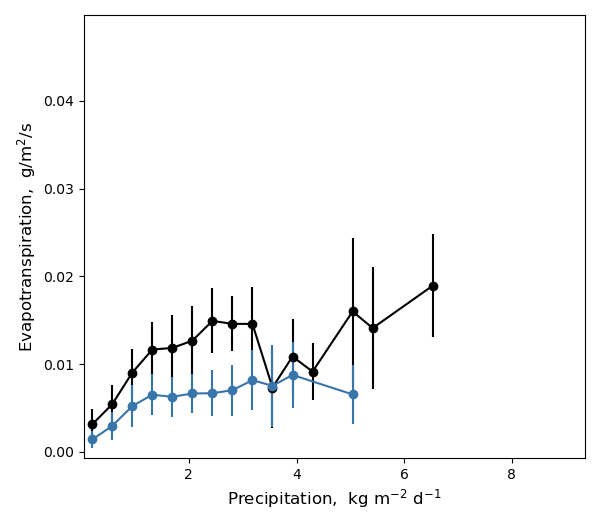 0.04
0.03
0.02
0.01
0.00
2 4 6 8
Evapotranspiration, g/m²/s
Precipitation, kg m⁻² d⁻¹